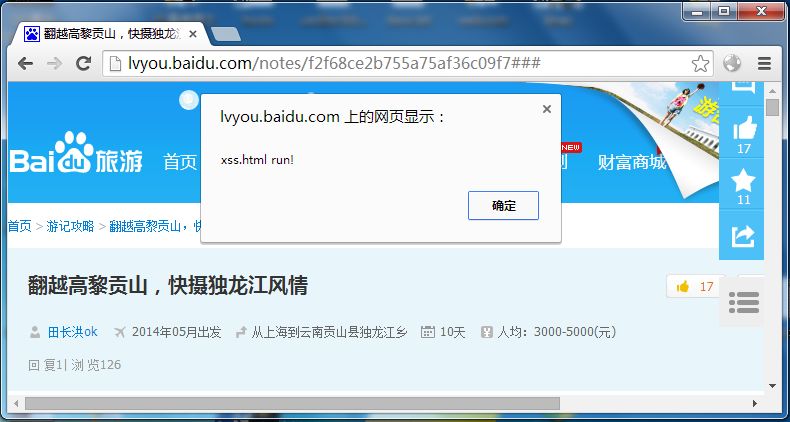 翻越高黎贡山，快摄独龙江
lvyou.baidu.com/notes/f2f68ce2b755a75af36c09f7###
lvyou.baidu.com 上的网页显示：
xss.html run!
确定
Bai du 旅游
首页
NEW
财富商城
17
11
首页 > 游记攻略 > 翻越高黎贡山，快
翻越高黎贡山，快摄独龙江风情
17
田长洪ok 2014年05月出发 从上海到云南贡山县独龙江乡 10天 人均：3000-5000(元)
回 复1| 浏 览126